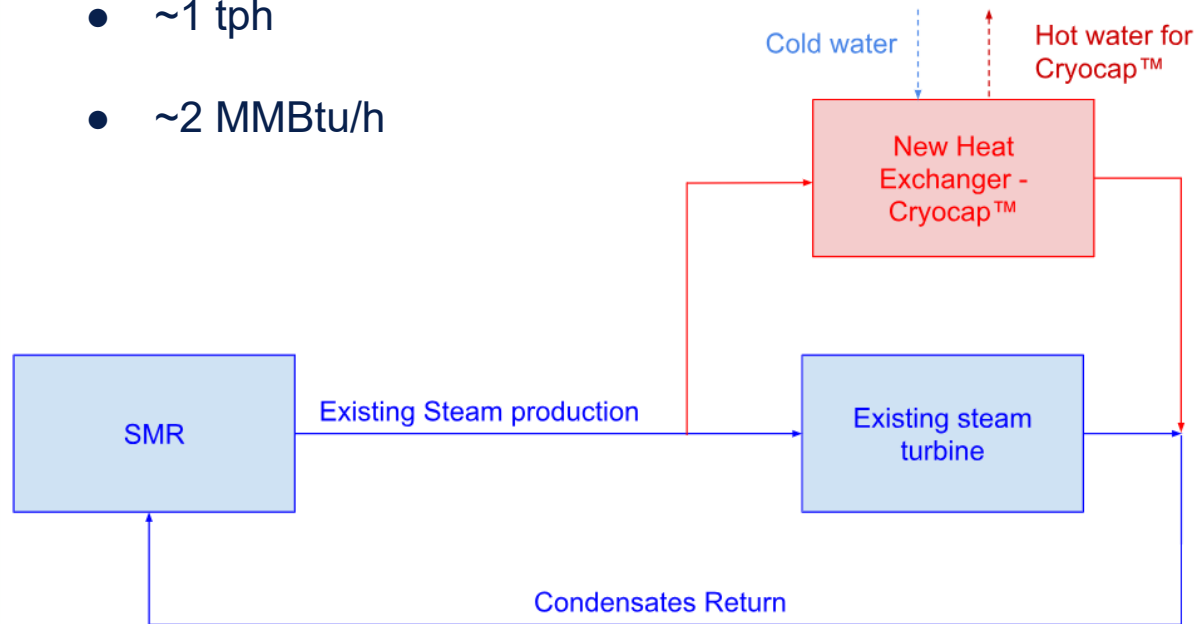 ● ~1 tph
● ~2 MMBtu/h
Cold water
Hot water for
Cryocap™
New Heat
Exchanger -
Cryocap™
SMR
Existing Steam production
Existing steam
turbine
Condensates Return